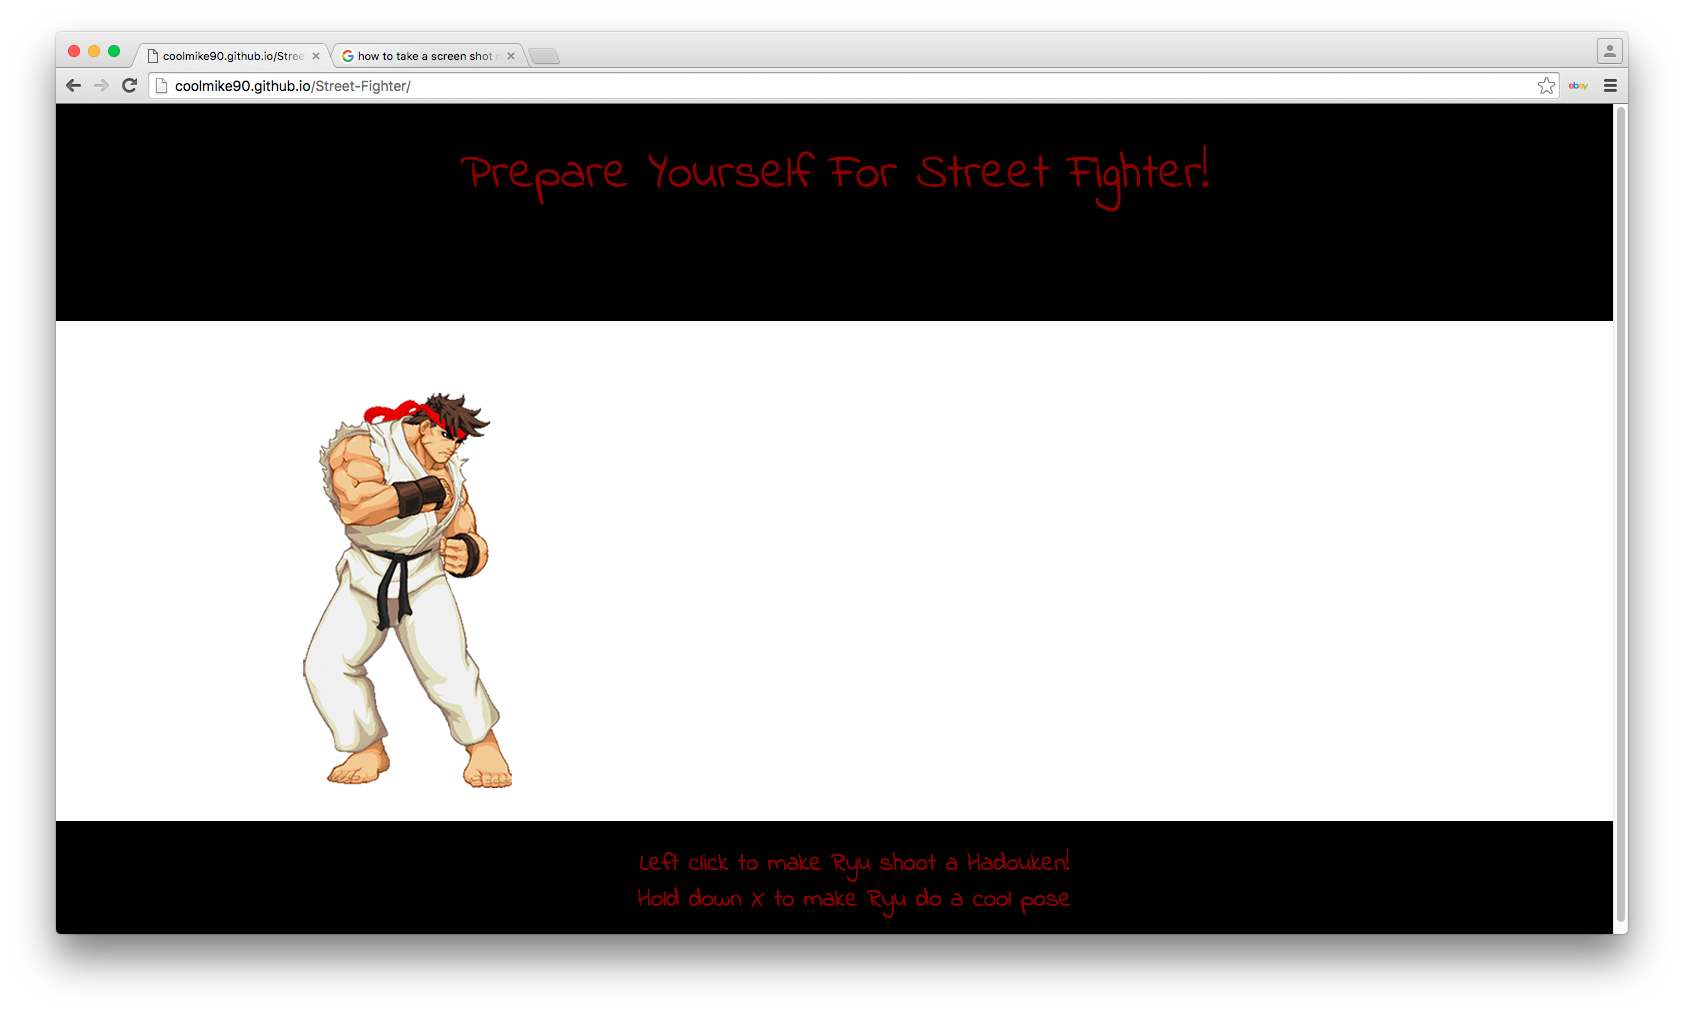 coolmike90.github.io/Stree
how to take a screen shot
coolmike90.github.io/Street-Fighter/
ebay
Prepare Yourself For Street Fighter!
Left click to make Ryu shoot a Hadouken!
Hold down X to make Ryu do a cool pose